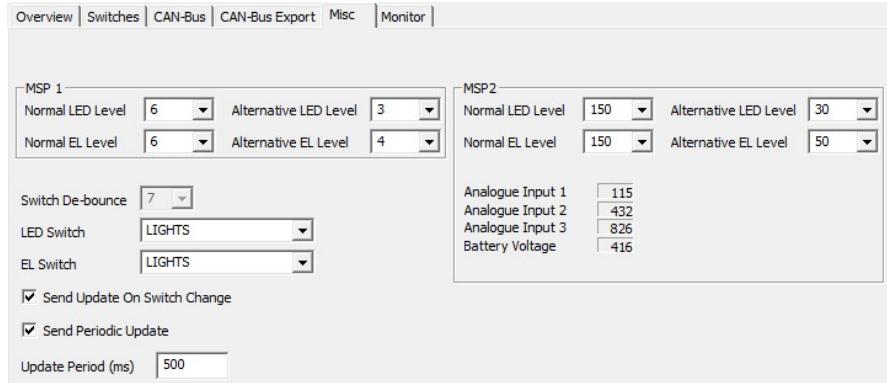 Overview Switches CAN-Bus CAN-Bus Export Misc Monitor
MSP 1
Normal LED Level 6 Alternative LED Level 3
Normal EL Level 6 Alternative EL Level 4
MSP2
Normal LED Level 150 Alternative LED Level 30
Normal EL Level 150 Alternative EL Level 50
Analogue Input 1 115
Analogue Input 2 432
Analogue Input 3 826
Battery Voltage 416
Switch De-bounce 7
LED Switch LIGHTS
EL Switch LIGHTS
Send Update On Switch Change
Send Periodic Update
Update Period (ms) 500